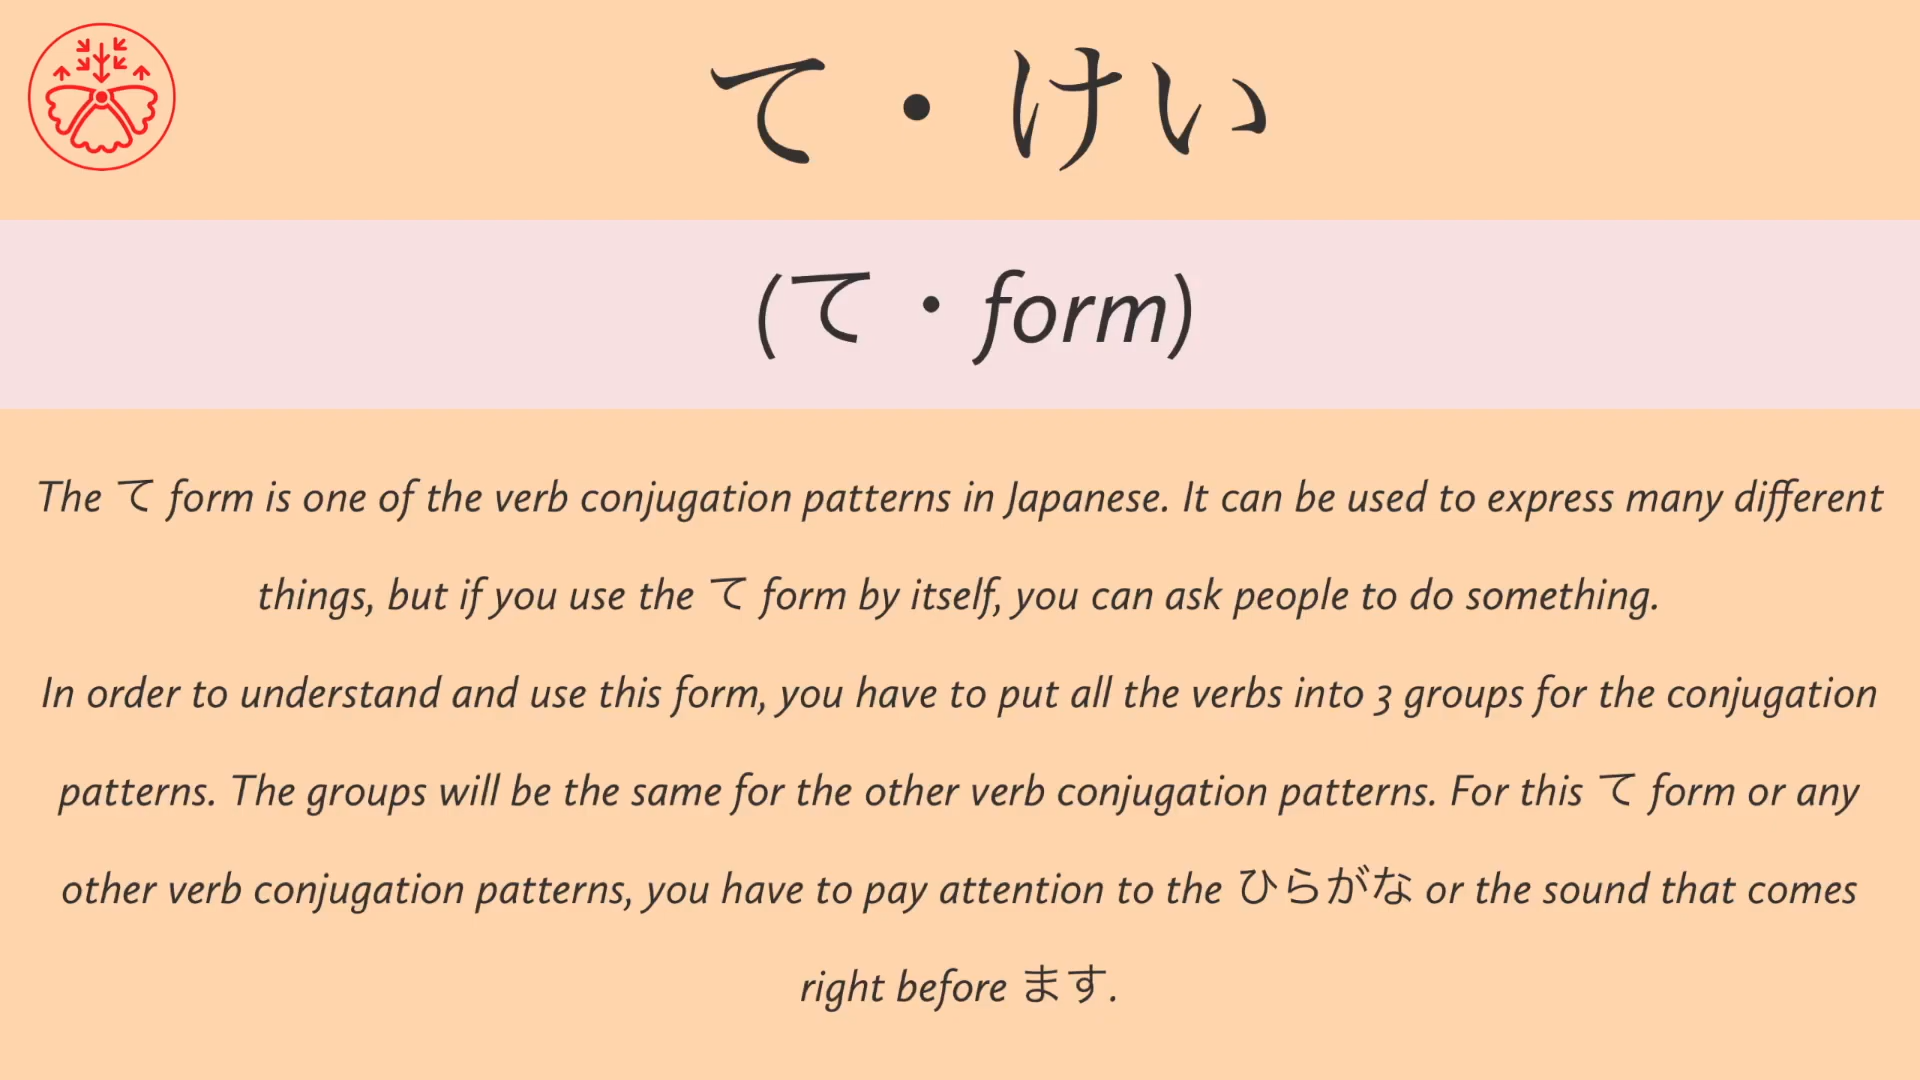 て・けい
(て・form)
The て form is one of the verb conjugation patterns in Japanese. It can be used to express many different
things, but if you use the て form by itself, you can ask people to do something.
In order to understand and use this form, you have to put all the verbs into 3 groups for the conjugation
patterns. The groups will be the same for the other verb conjugation patterns. For this て form or any
other verb conjugation patterns, you have to pay attention to the ひらがな or the sound that comes
right before ます.